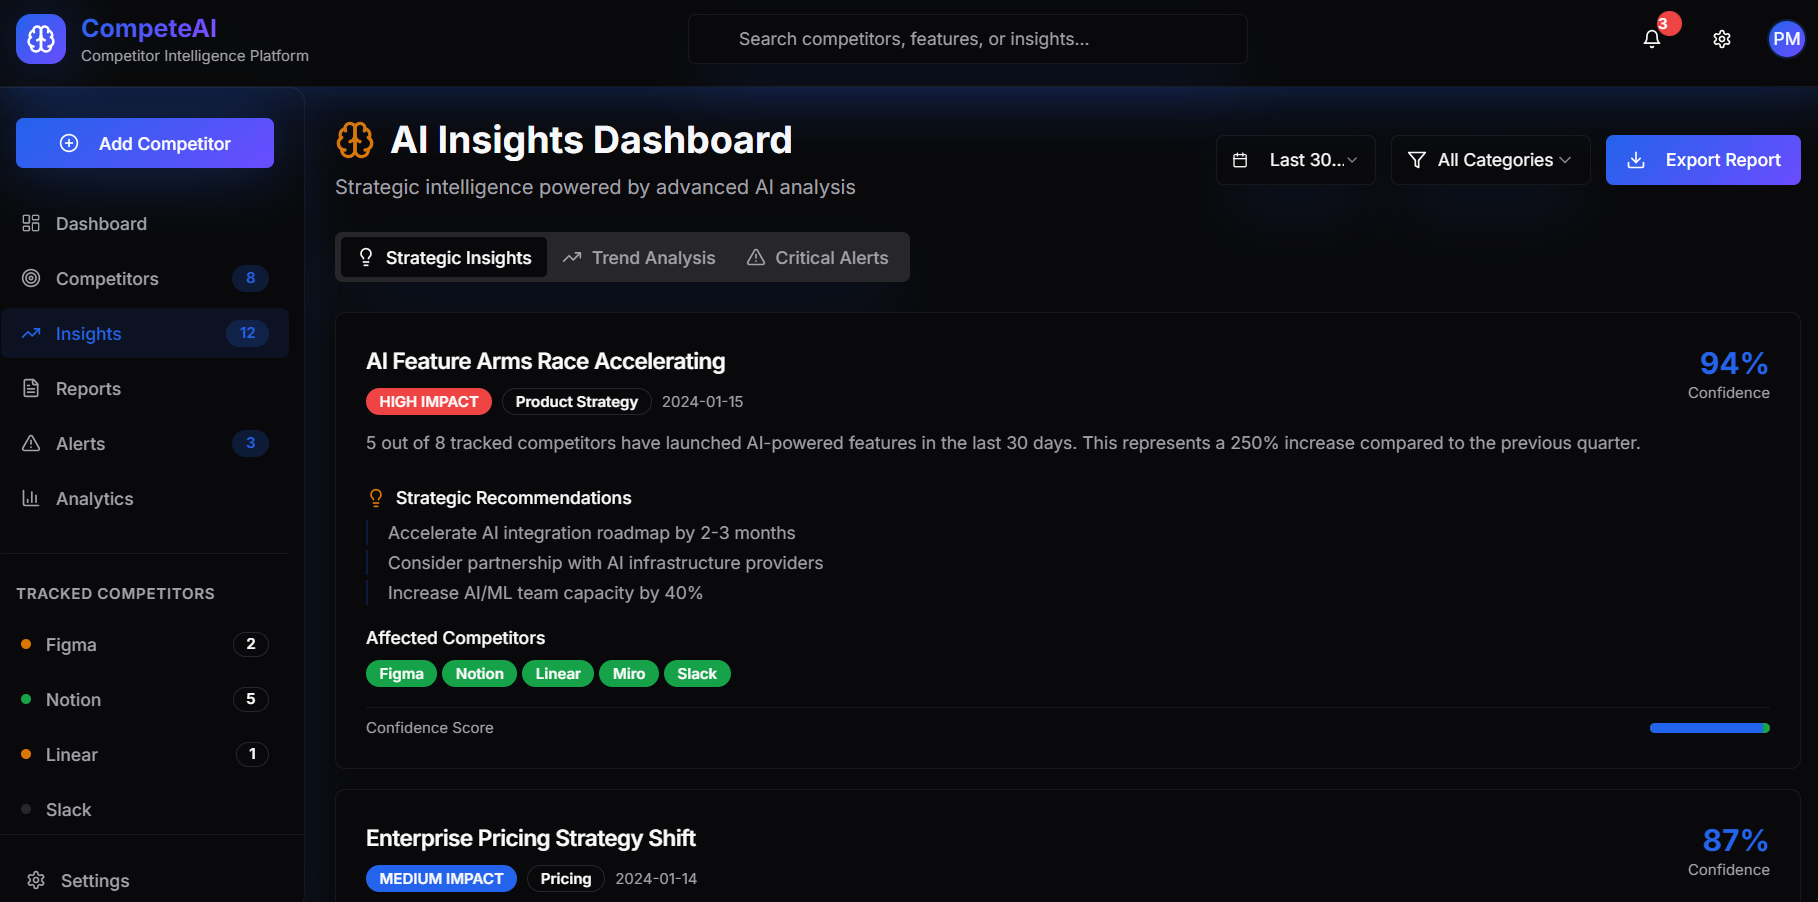 CompeteAI
Competitor Intelligence Platform
Search competitors, features, or insights...
3
PM
Add Competitor
Dashboard
Competitors 8
Insights 12
Reports
Alerts 3
Analytics
TRACKED COMPETITORS
Figma 2
Notion 5
Linear 1
Slack
Settings
AI Insights Dashboard
Strategic intelligence powered by advanced AI analysis
Last 30...
All Categories
Export Report
Strategic Insights
Trend Analysis
Critical Alerts
AI Feature Arms Race Accelerating
94%
Confidence
HIGH IMPACT Product Strategy 2024-01-15
5 out of 8 tracked competitors have launched AI-powered features in the last 30 days. This represents a 250% increase compared to the previous quarter.
Strategic Recommendations
Accelerate AI integration roadmap by 2-3 months
Consider partnership with AI infrastructure providers
Increase AI/ML team capacity by 40%
Affected Competitors
Figma Notion Linear Miro Slack
Confidence Score
Enterprise Pricing Strategy Shift
87%
Confidence
MEDIUM IMPACT Pricing 2024-01-14